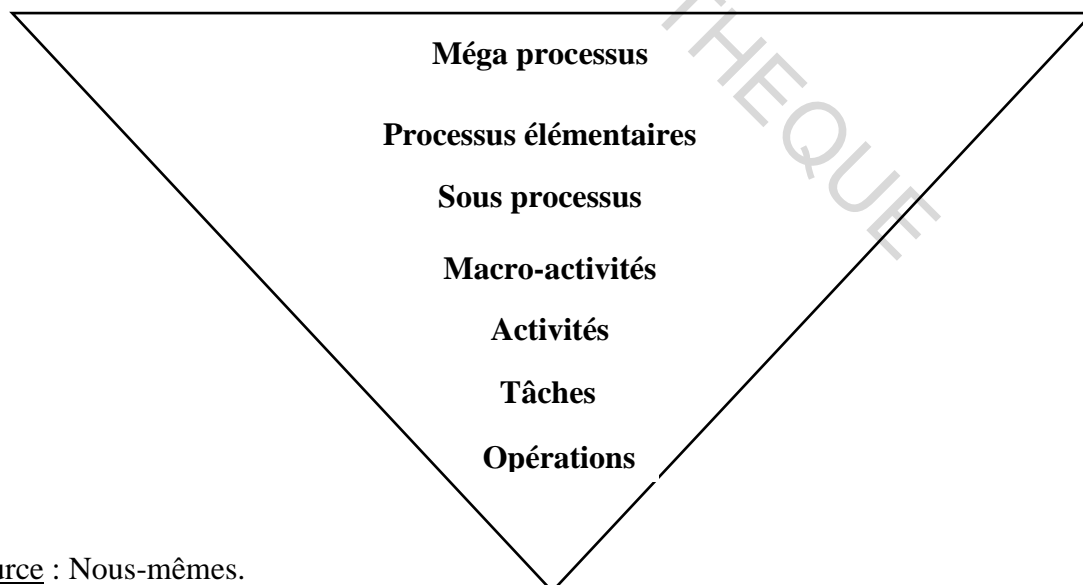 THEQUE
Méga processus
Processus élémentaires
Sous processus
Macro-activités
Activités
Tâches
Opérations
urce : Nous-mêmes.